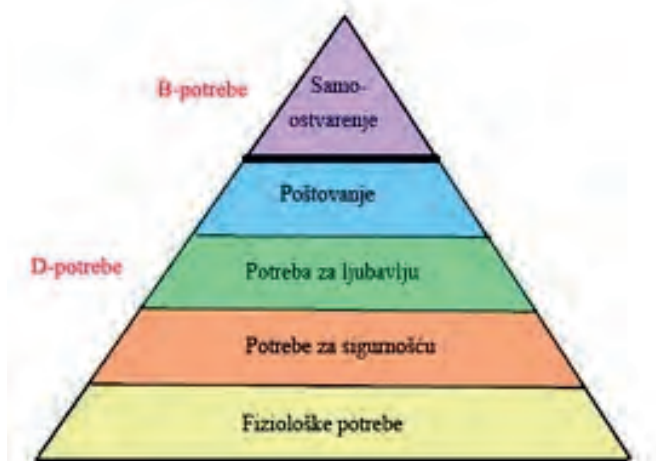 B-potrebe
Samo-
ostvarenje
Poštovanje
D-potrebe
Potreba za ljubavlju
Potrebe za sigurnošću
Fiziološke potrebe